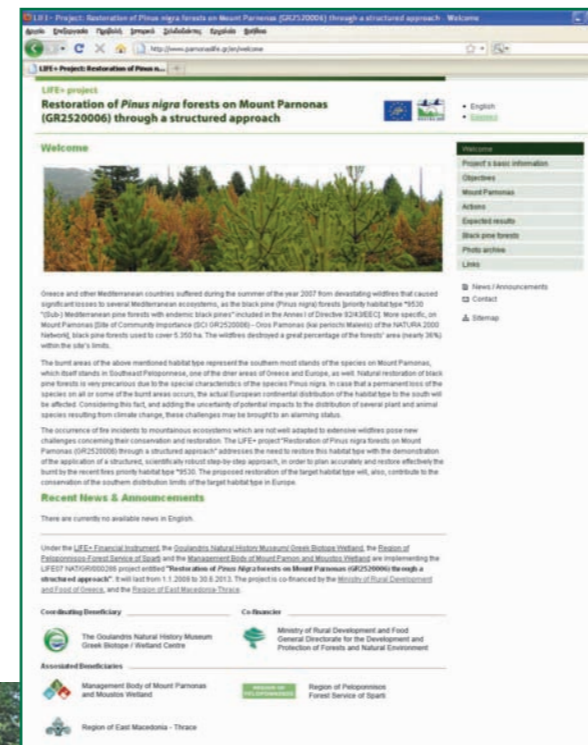 LIFE+ Project: Restoration of Pinus nigra forests on Mount Parnonas (GR2520006) through a structured approach - Welcome
Αρχείο Επεξεργασία Προβολή Ιστορικό Σελιδοδείκτες Εργαλεία Βοήθεια
http://www.parnonaslife.gr/en/welcome
LIFE+ Project: Restoration of Pinus n...
LIFE+ project
Restoration of Pinus nigra forests on Mount Parnonas
(GR2520006) through a structured approach
English
Welcome
Welcome
Project's basic information
Objectives
Mount Parnonas
Actions
Expected results
Black pine forests
Photo archive
Links
News / Announcements
Contact
Sitemap
Greece and other Mediterranean countries suffered during the summer of the year 2007 from devastating wildfires that caused
significant losses to several Mediterranean ecosystems, as the black pine (Pinus nigra) forests [priority habitat type "9530
"(Sub-) Mediterranean pine forests with endemic black pines" included in the Annex I of Directive 92/43/EEC]. More specific, on
Mount Parnonas [Site of Community Importance (SCI GR2520006) - Oros Parnonas (kai periochi Malevis) of the NATURA 2000
Network], black pine forests used to cover 5.350 ha. The wildfires destroyed a great percentage of the forests' area (nearly 36%)
within the site's limits.
The burnt areas of the above mentioned habitat type represent the southern most stands of the species on Mount Parnonas,
which itself stands in Southeast Peloponnese, one of the drier areas of Greece and Europe, as well. Natural restoration of black
pine forests is very precarious due to the special characteristics of the species Pinus nigra. In case that a permanent loss of the
species on all or some of the burnt areas occurs, the actual European continental distribution of the habitat type to the south will
be affected. Considering this fact, and adding the uncertainty of potential impacts to the distribution of several plant and animal
species resulting from climate change, these challenges may be brought to an alarming status.
The occurrence of fire incidents to mountainous ecosystems which are not well adapted to extensive wildfires pose new
challenges concerning their conservation and restoration. The LIFE+ project "Restoration of Pinus nigra forests on Mount
Parnonas (GR2520006) through a structured approach" addresses the need to restore this habitat type with the demonstration
of the application of a structured, scientifically robust step-by-step approach, in order to plan accurately and restore effectively the
burnt by the recent fires priority habitat type *9530. The proposed restoration of the target habitat type will, also, contribute to the
conservation of the southern distribution limits of the target habitat type in Europe.
Recent News & Announcements
There are currently no available news in English.
Under the LIFE+ Financial Instrument, the Goulandris Natural History Museum/ Greek Biotope Wetland, the Region of
Peloponnisos-Forest Service of Sparti and the Management Body of Mount Parnon and Moustos Wetland are implementing the
LIFE07 NAT/GR/000286 project entitled "Restoration of Pinus Nigra forests on Mount Parnonas (GR2520006) through a
structured approach". It will last from 1.1.2009 to 30.6.2013. The project is co-financed by the Ministry of Rural Development
and Food of Greece, and the Region of East Macedonia-Thrace.
Coordinating Beneficiary
Co-financier
The Goulandris Natural History Museum
Greek Biotope / Wetland Centre
Ministry of Rural Development and Food
General Directorate for the Development and
Protection of Forests and Natural Environment
Associated Beneficiaries
Management Body of Mount Parnonas
and Moustos Wetland
REGION OF
PELOPONNISOS
Region of Peloponnisos
Forest Service of Sparti
Region of East Macedonia - Thrace